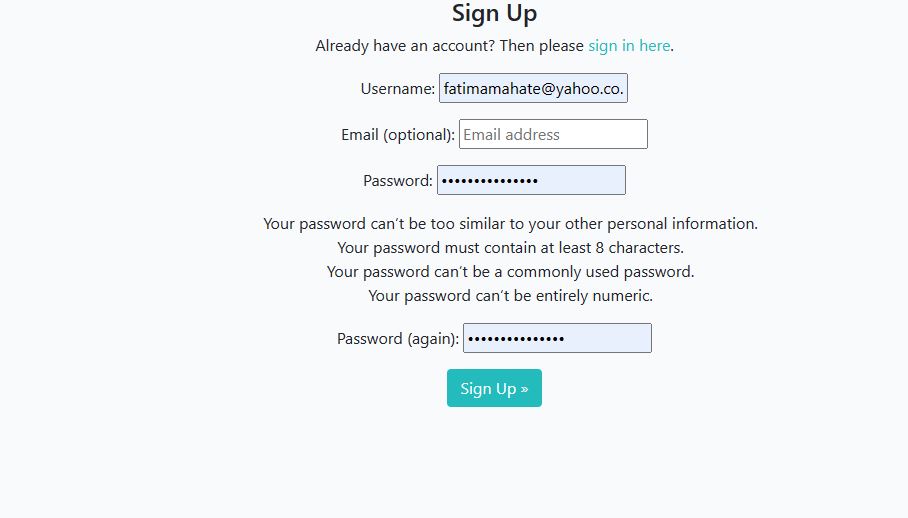 Sign Up
Already have an account? Then please sign in here.
Username: fatimamahate@yahoo.co.
Email (optional): Email address
Password: •••••••••••••••
Your password can't be too similar to your other personal information.
Your password must contain at least 8 characters.
Your password can't be a commonly used password.
Your password can't be entirely numeric.
Password (again): •••••••••••••••
Sign Up »